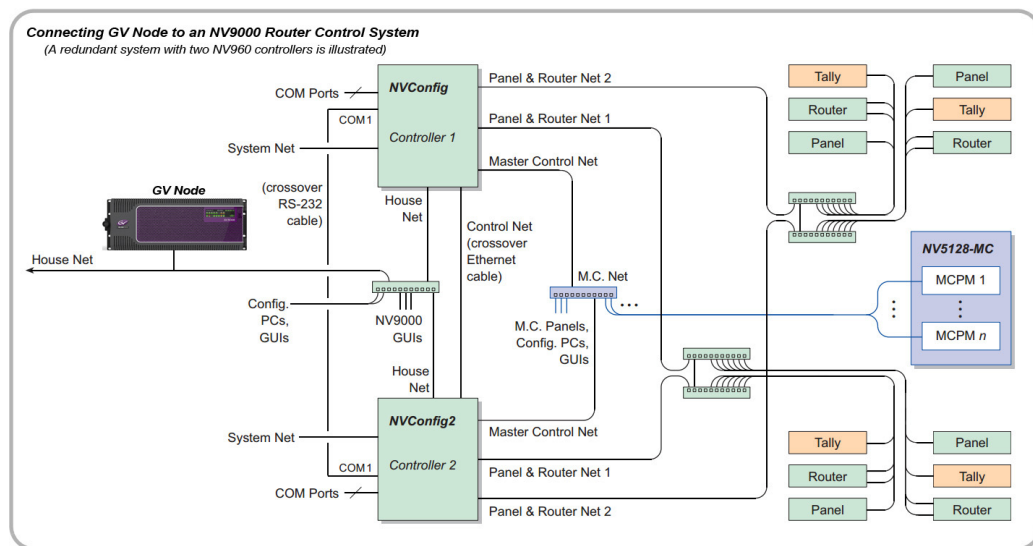 Connecting GV Node to an NV9000 Router Control System
(A redundant system with two NV960 controllers is illustrated)
NVConfig
Controller 1
COM Ports
COM1
System Net
(crossover
RS-232
cable)
Panel & Router Net 2
Panel & Router Net 1
Master Control Net
House
Net
Control Net
(crossover
Ethernet
cable)
GV Node
GV
House Net
Config.
PCs,
GUIs
NV9000
GUIs
M.C. Net
M.C. Panels,
Config. PCs,
GUIs
Tally
Router
Panel
Panel
Tally
Router
NV5128-MC
MCPM 1
MCPM n
House
Net
NVConfig2
Controller 2
System Net
COM1
COM Ports
Master Control Net
Panel & Router Net 1
Panel & Router Net 2
Tally
Router
Panel
Panel
Tally
Router